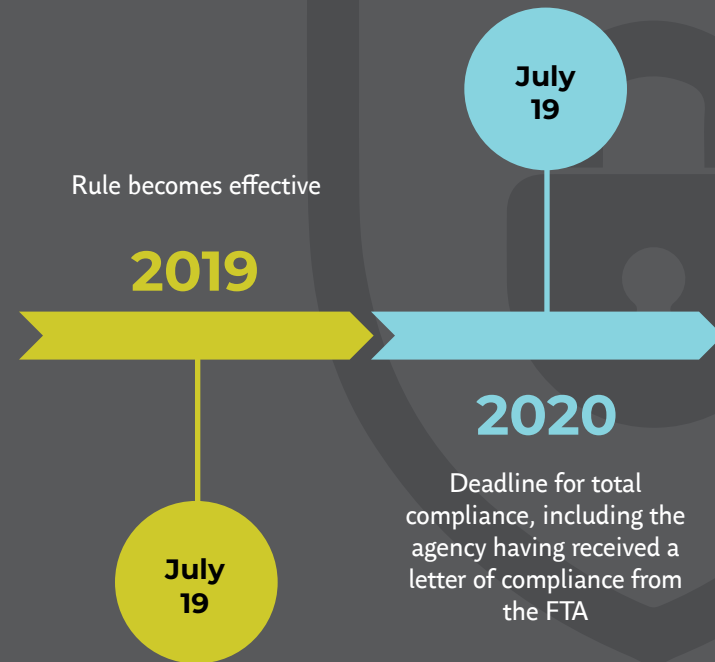 Rule becomes effective
2019
July
19
July
19
2020
Deadline for total
compliance, including the
agency having received a
letter of compliance from
the FTA